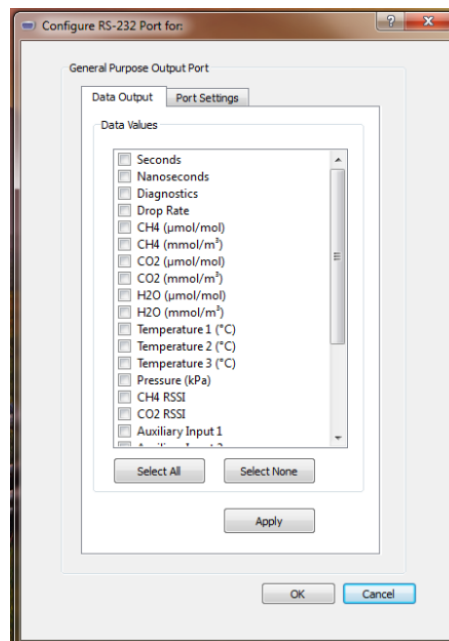 Configure RS-232 Port for:
General Purpose Output Port
Data Output
Port Settings
Data Values
Seconds
Nanoseconds
Diagnostics
Drop Rate
CH4 (µmol/mol)
CH4 (mmol/m³)
CO2 (µmol/mol)
CO2 (mmol/m³)
H2O (µmol/mol)
H2O (mmol/m³)
Temperature 1 (°C)
Temperature 2 (°C)
Temperature 3 (°C)
Pressure (kPa)
CH4 RSSI
CO2 RSSI
Auxiliary Input 1
Select All
Select None
Apply
OK
Cancel